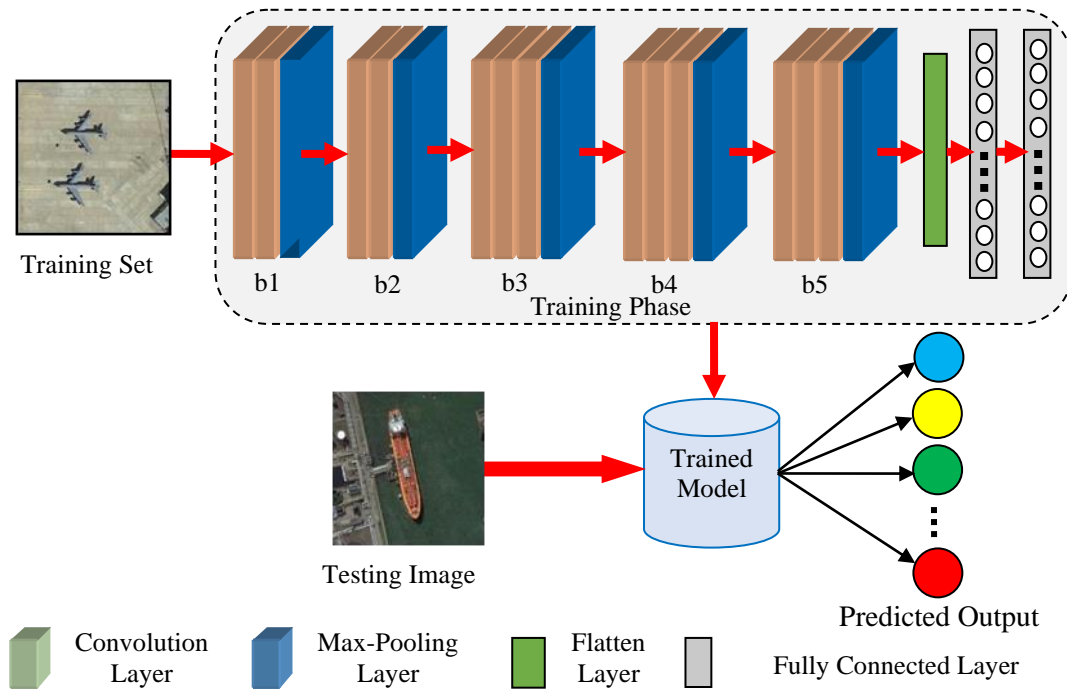 Training Set
b1
b2
b3
b4
b5
Training Phase
Trained
Model
Testing Image
Predicted Output
Convolution
Layer
Max-Pooling
Layer
Flatten
Layer
Fully Connected Layer